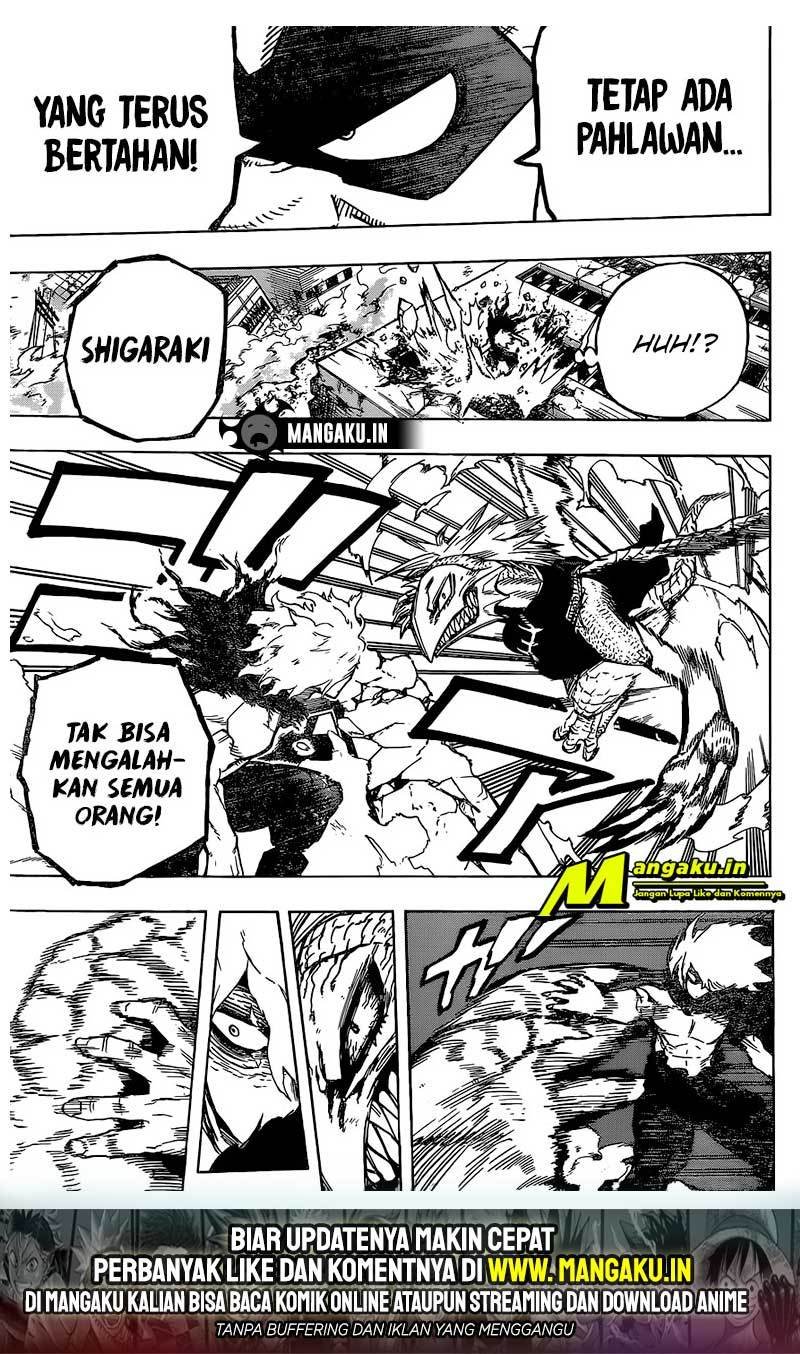 TETAP ADA
PAHLAWAN...
YANG TERUS
BERTAHAN!
HUH!?
SHIGARAKI
MANGAKU.IN
TAK BISA
MENGALAH-
KAN SEMUA
ORANG!
Mangaku.in
Jangan Lupa Like dan Komennya
ガッ
BIAR UPDATENYA MAKIN CEPAT
PERBANYAK LIKE DAN KOMENTNYA DI WWW. MANGAKU.IN
DI MANGAKU KALIAN BISA BACA KOMIK ONLINE ATAUPUN STREAMING DAN DOWNLOAD ANIME
TANPA BUFFERING DAN IKLAN YANG MENGGANGU